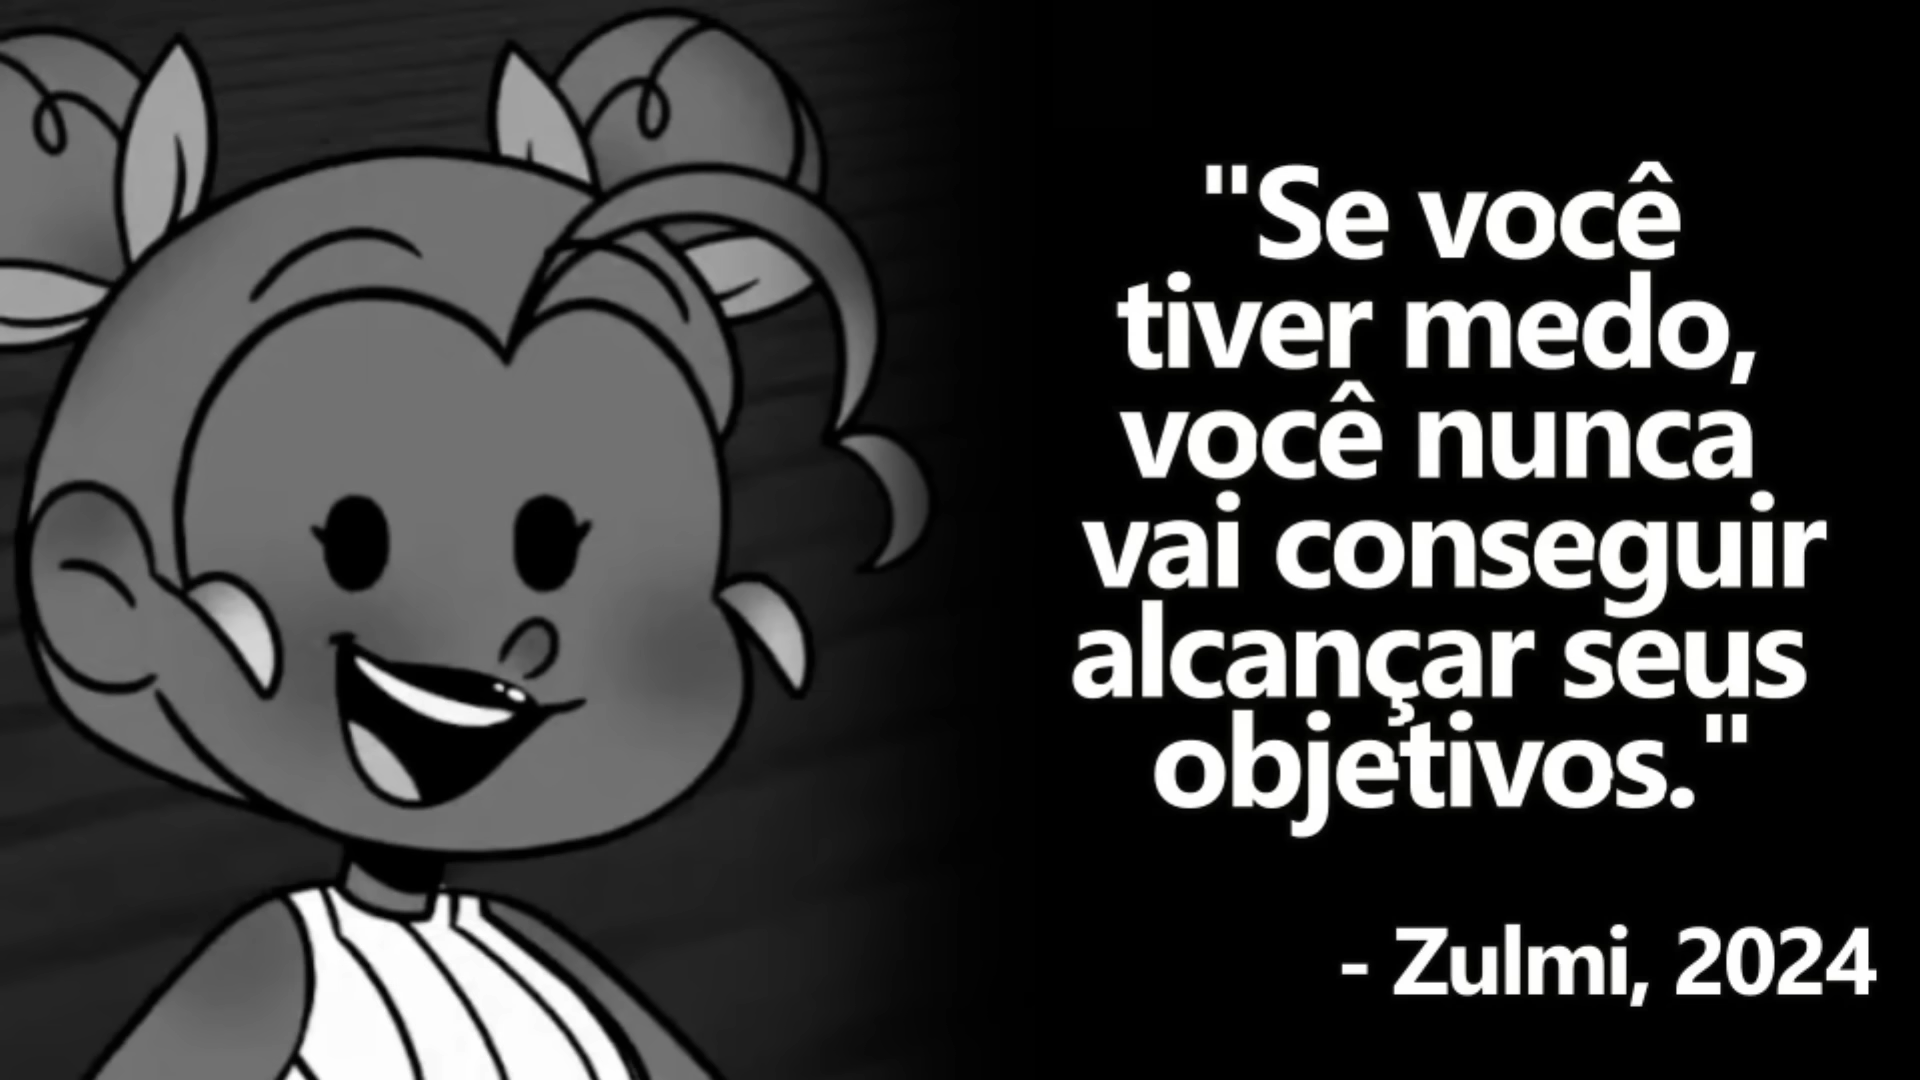 "Se você
tiver medo,
você nunca
vai conseguir
alcançar seus
objetivos."
- Zulmi, 2024